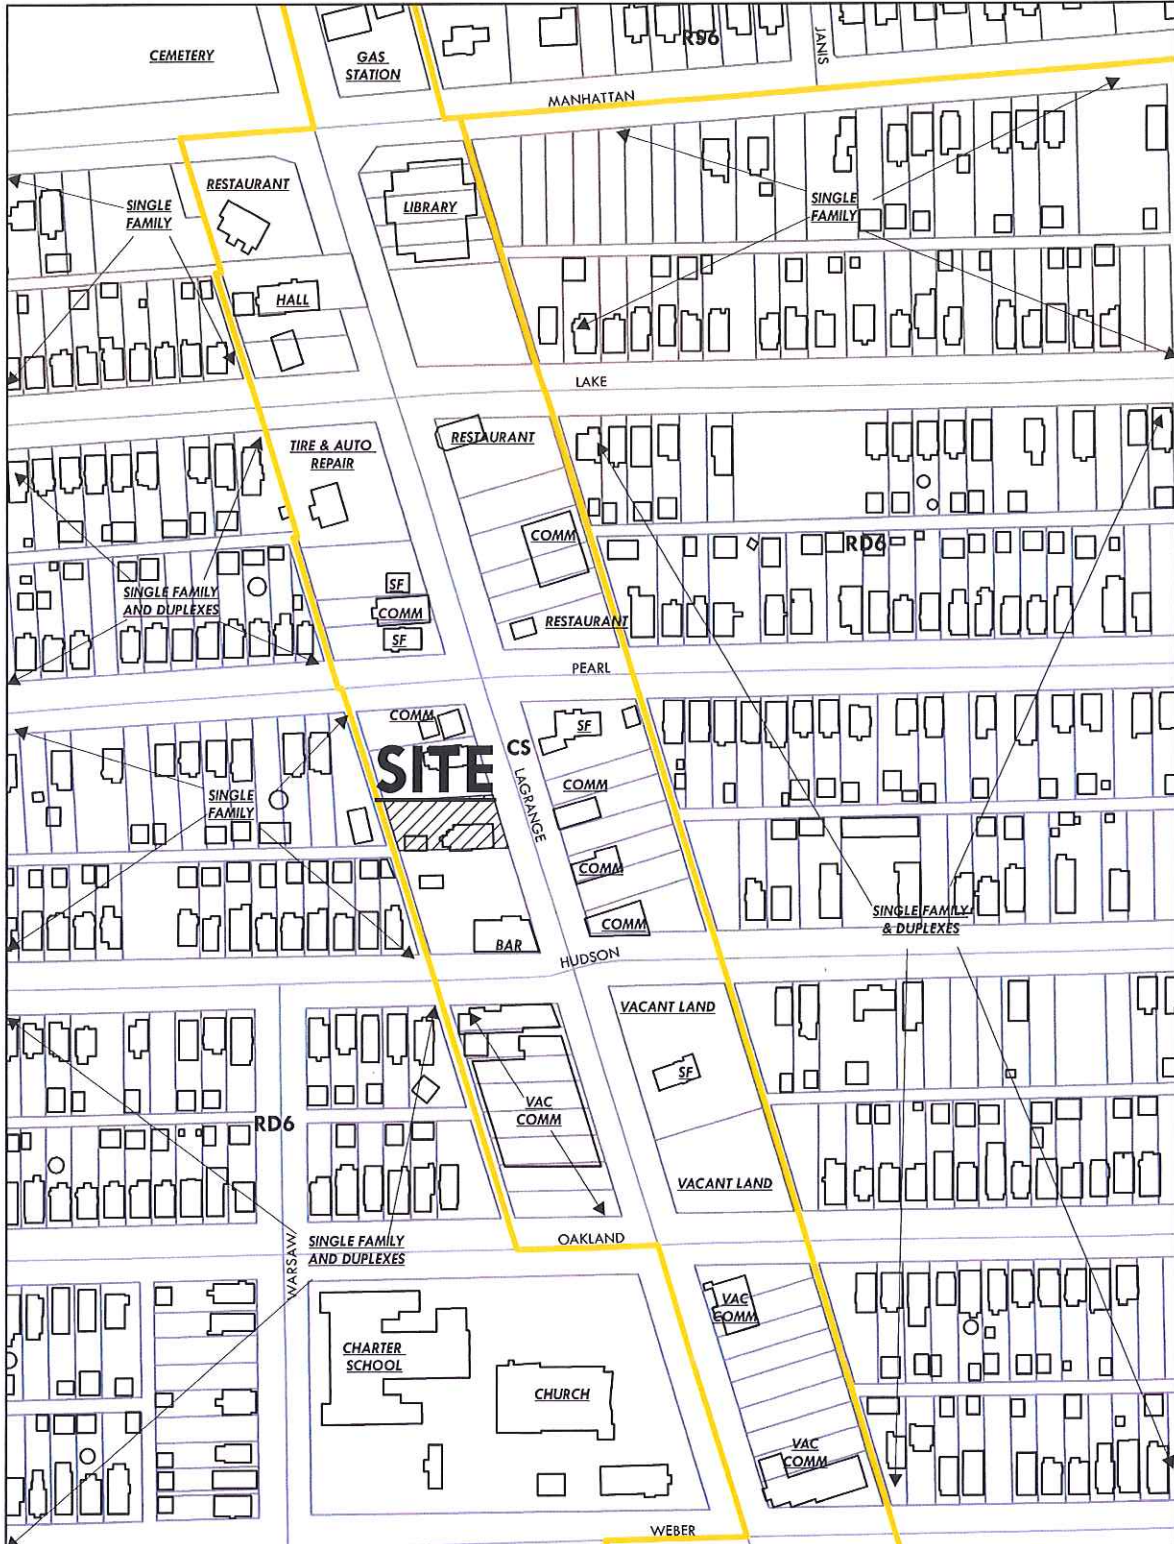 CEMETERY
GAS
STATION
RS6
JANIS
MANHATTAN
RESTAURANT
LIBRARY
SINGLE
FAMILY
SINGLE
FAMILY
HALL
LAKE
RESTAURANT
TIRE & AUTO
REPAIR
COMM
RD6
SF
COMM
SF
SINGLE FAMILY
AND DUPLEXES
RESTAURANT
PEARL
COMM
SF
SITE
CS
LAGRANGE
COMM
SINGLE
FAMILY
COMM
SINGLE FAMILY
& DUPLEXES
COMM
BAR
HUDSON
VACANT LAND
SF
VAC
COMM
RD6
VACANT LAND
WARSAW
SINGLE FAMILY
AND DUPLEXES
OAKLAND
VAC
COMM
CHARTER
SCHOOL
CHURCH
VAC
COMM
WEBER